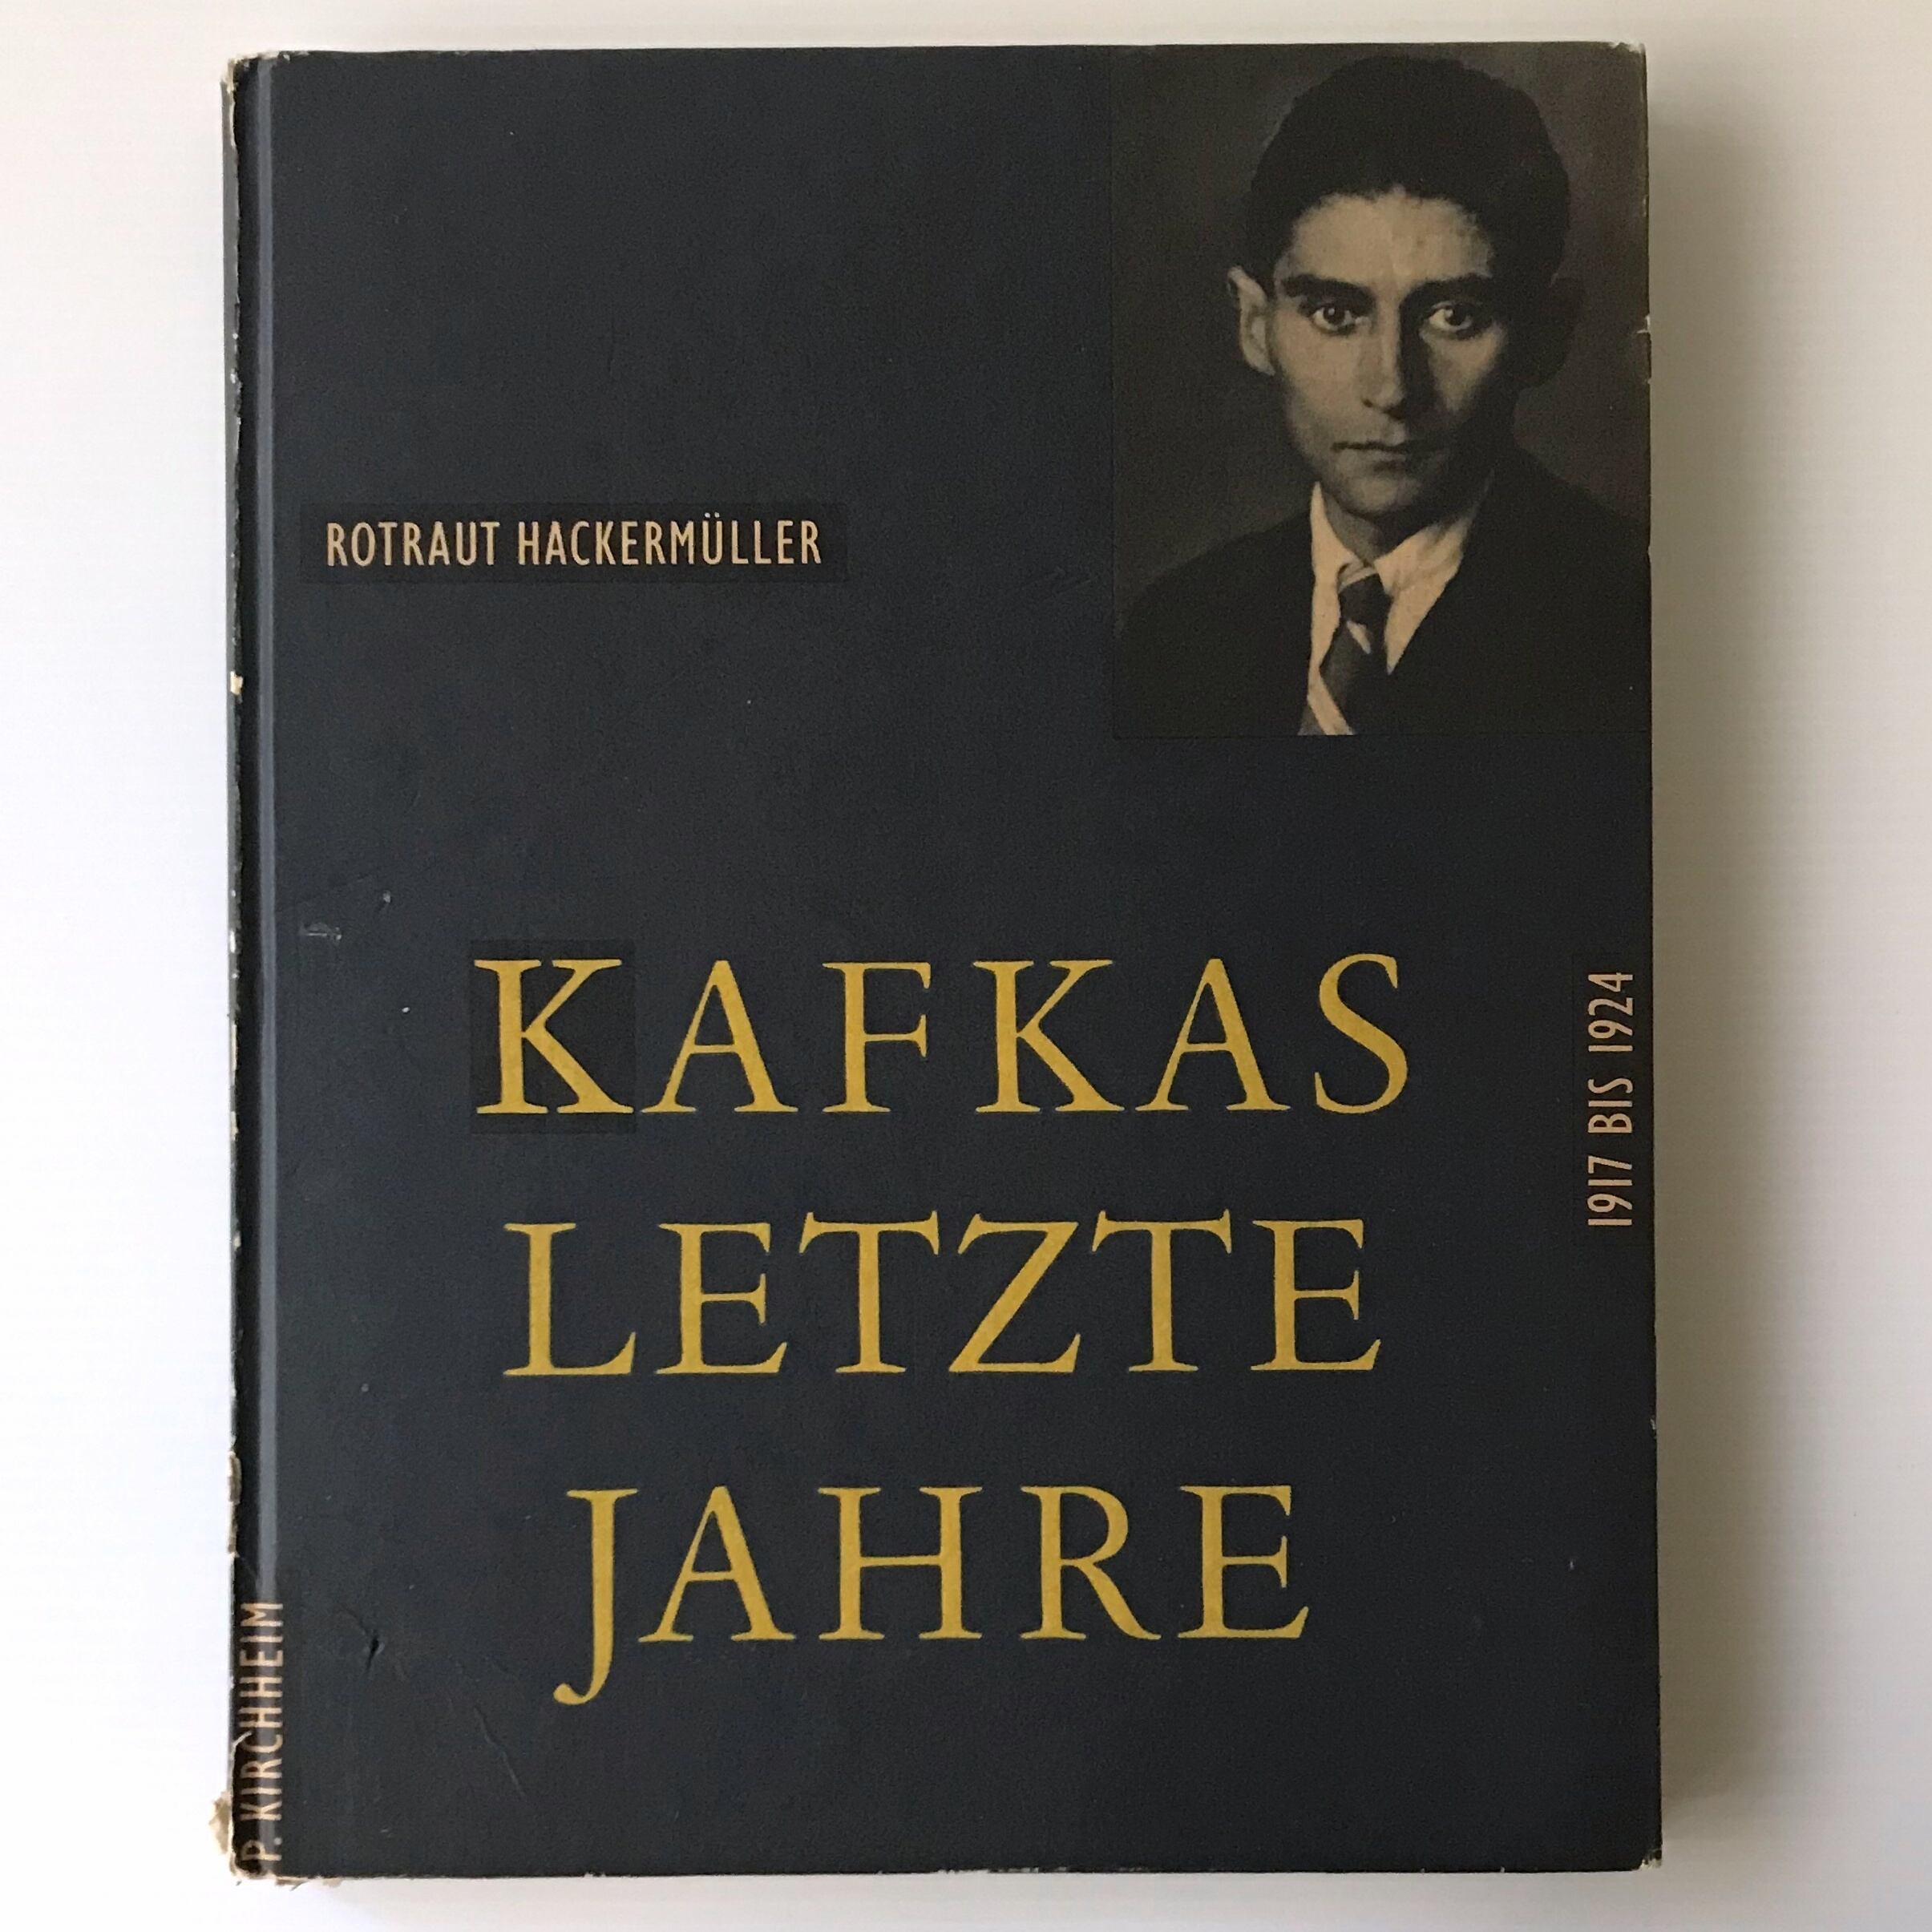 ROTRAUT HACKERMÜLLER
KAFKAS
LETZTE
JAHRE
1917 BIS 1924
P. KIRCHHEIM